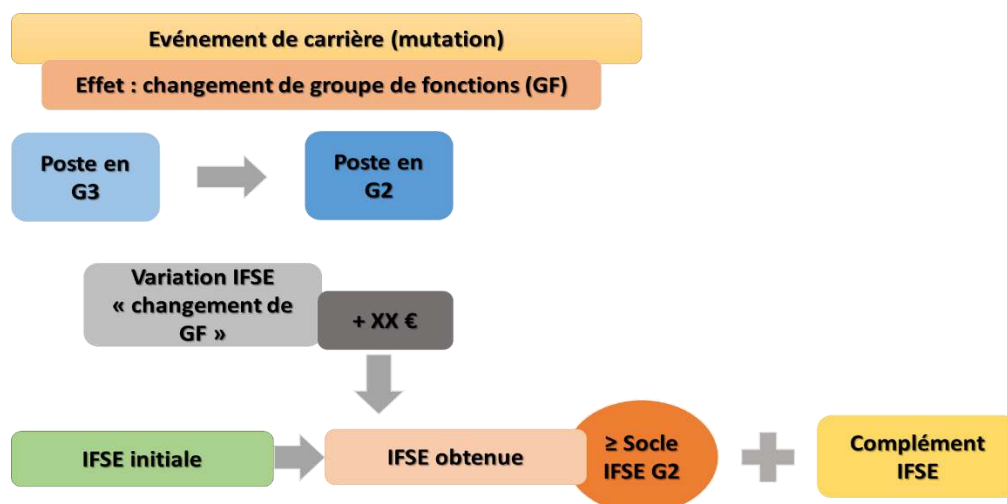 Evénement de carrière (mutation)
Effet : changement de groupe de fonctions (GF)
Poste en
G3
Poste en
G2
Variation IFSE
« changement de
GF »
+ XX €
IFSE initiale
IFSE obtenue
≥ Socle
IFSE G2
Complément
IFSE